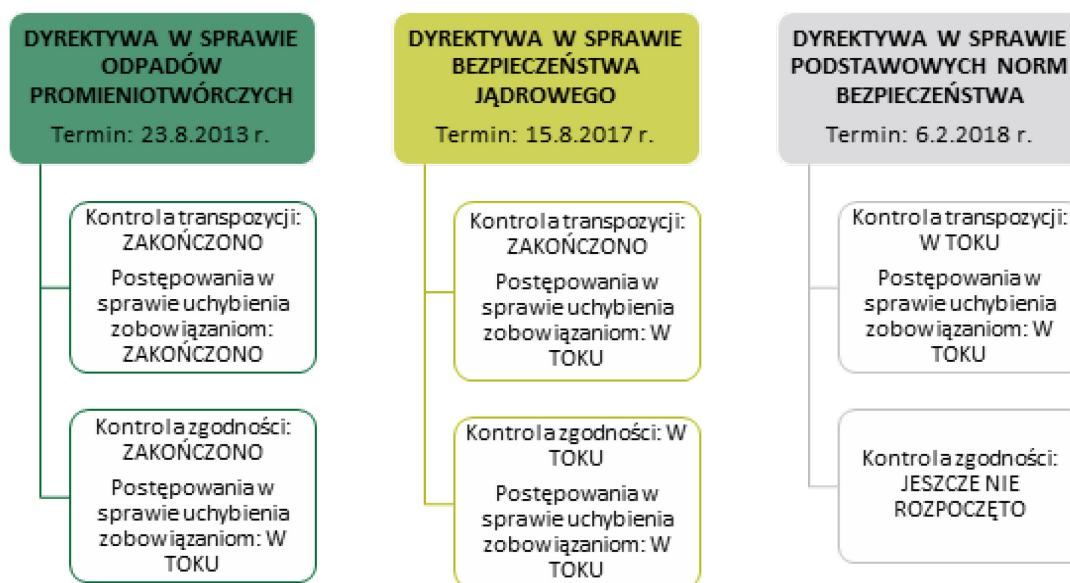 DYREKTYWA W SPRAWIE
ODPADÓW
PROMIENIOTWÓRCZYCH
Termin: 23.8.2013 r.
Kontrola transpozycji:
ZAKOŃCZONO
Postępowania w
sprawie uchybienia
zobowiązaniom:
ZAKOŃCZONO
Kontrola zgodności:
ZAKOŃCZONO
Postępowania w
sprawie uchybienia
zobowiązaniom: W
TOKU
DYREKTYWA W SPRAWIE
BEZPIECZEŃSTWA
JĄDROWEGO
Termin: 15.8.2017 r.
Kontrola transpozycji:
ZAKOŃCZONO
Postępowania w
sprawie uchybienia
zobowiązaniom: W
TOKU
Kontrola zgodności: W
TOKU
Postępowania w
sprawie uchybienia
zobowiązaniom: W
TOKU
DYREKTYWA W SPRAWIE
PODSTAWOWYCH NORM
BEZPIECZEŃSTWA
Termin: 6.2.2018 r.
Kontrola transpozycji:
W TOKU
Postępowania w
sprawie uchybienia
zobowiązaniom: W
TOKU
Kontrola zgodności:
JESZCZE NIE
ROZPOCZĘTO